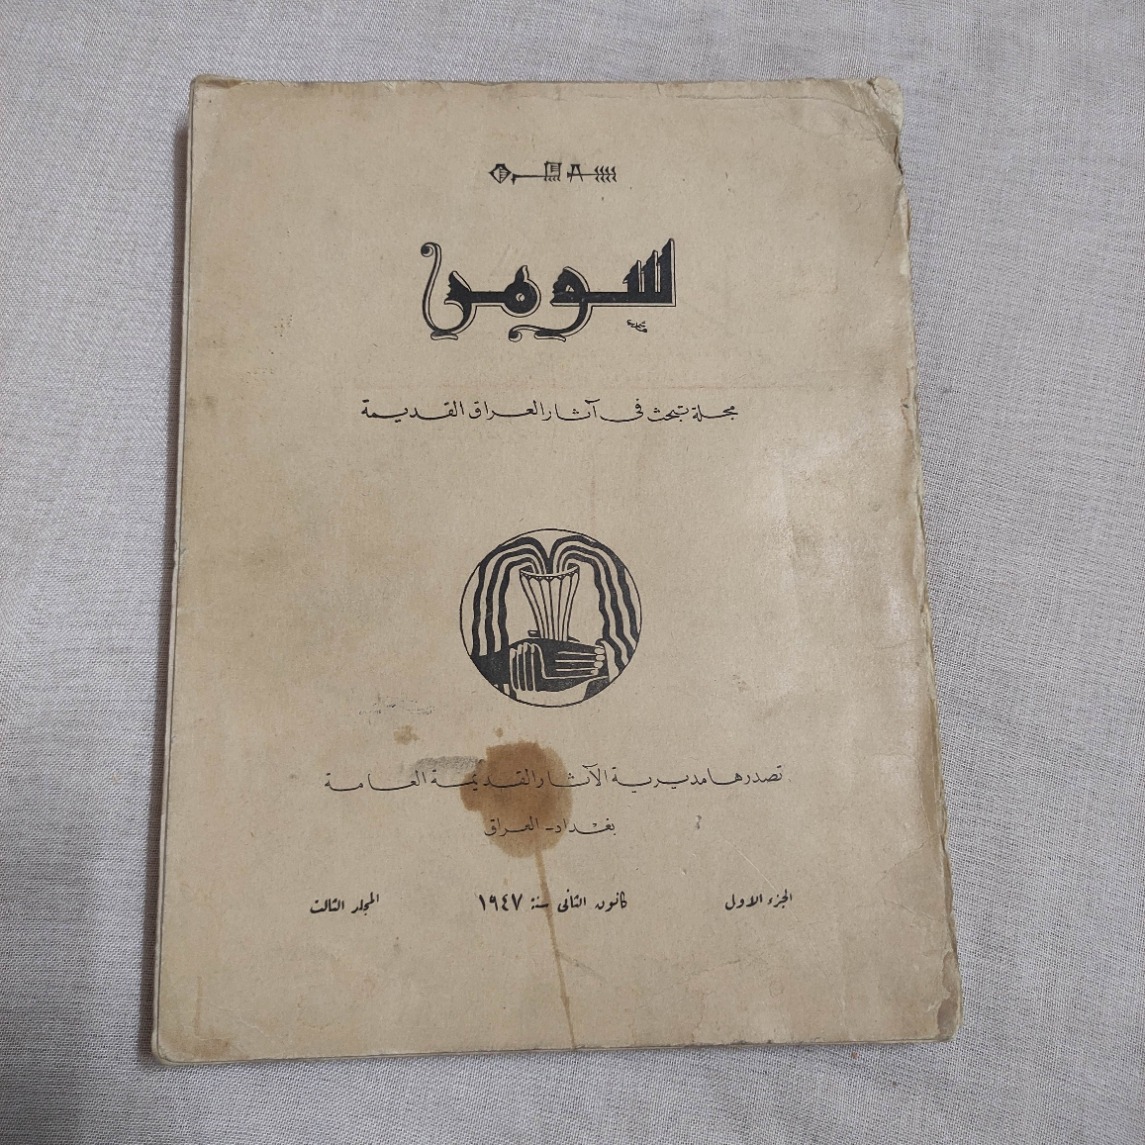 سومر
مجلة تبحث في آثار العراق القديمة
تصدرها مديرية الآثار القديمة العامة
بغداد - العراق
الجزء الاول كانون الثاني سنة ١٩٤٧ المجلد الثالث